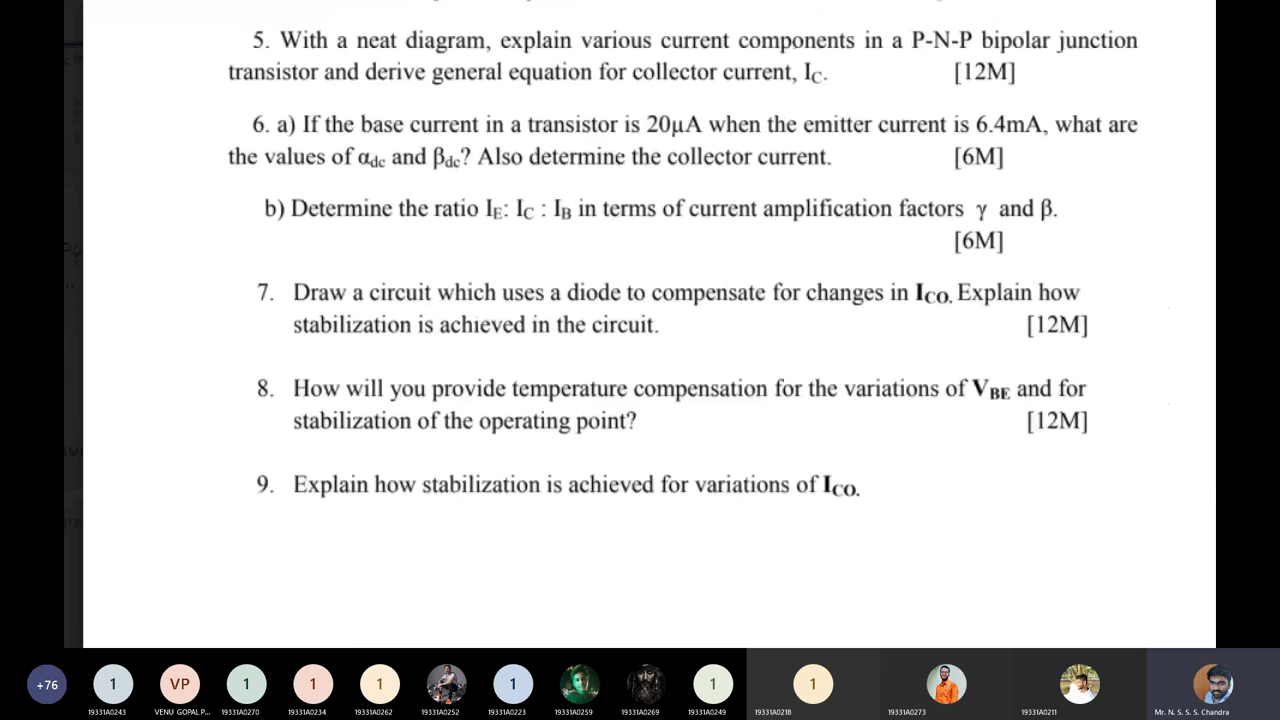 5. With a neat diagram, explain various current components in a P-N-P bipolar junction
transistor and derive general equation for collector current, IC. [12M]
6. a) If the base current in a transistor is 20μA when the emitter current is 6.4mA, what are
the values of αdc and βdc? Also determine the collector current. [6M]
b) Determine the ratio IE: IC : IB in terms of current amplification factors γ and β.
[6M]
7. Draw a circuit which uses a diode to compensate for changes in ICO. Explain how
stabilization is achieved in the circuit. [12M]
8. How will you provide temperature compensation for the variations of VBE and for
stabilization of the operating point? [12M]
9. Explain how stabilization is achieved for variations of ICO.
+76 1 VP 1 1 1 1 1 1
19331A0243 VENU GOPAL P... 19331A0270 19331A0234 19331A0262 19331A0252 19331A0223 19331A0259 19331A0269 19331A0249 19331A0218 19331A0273 19331A0211 Mr. N. S. S. S. Chandra